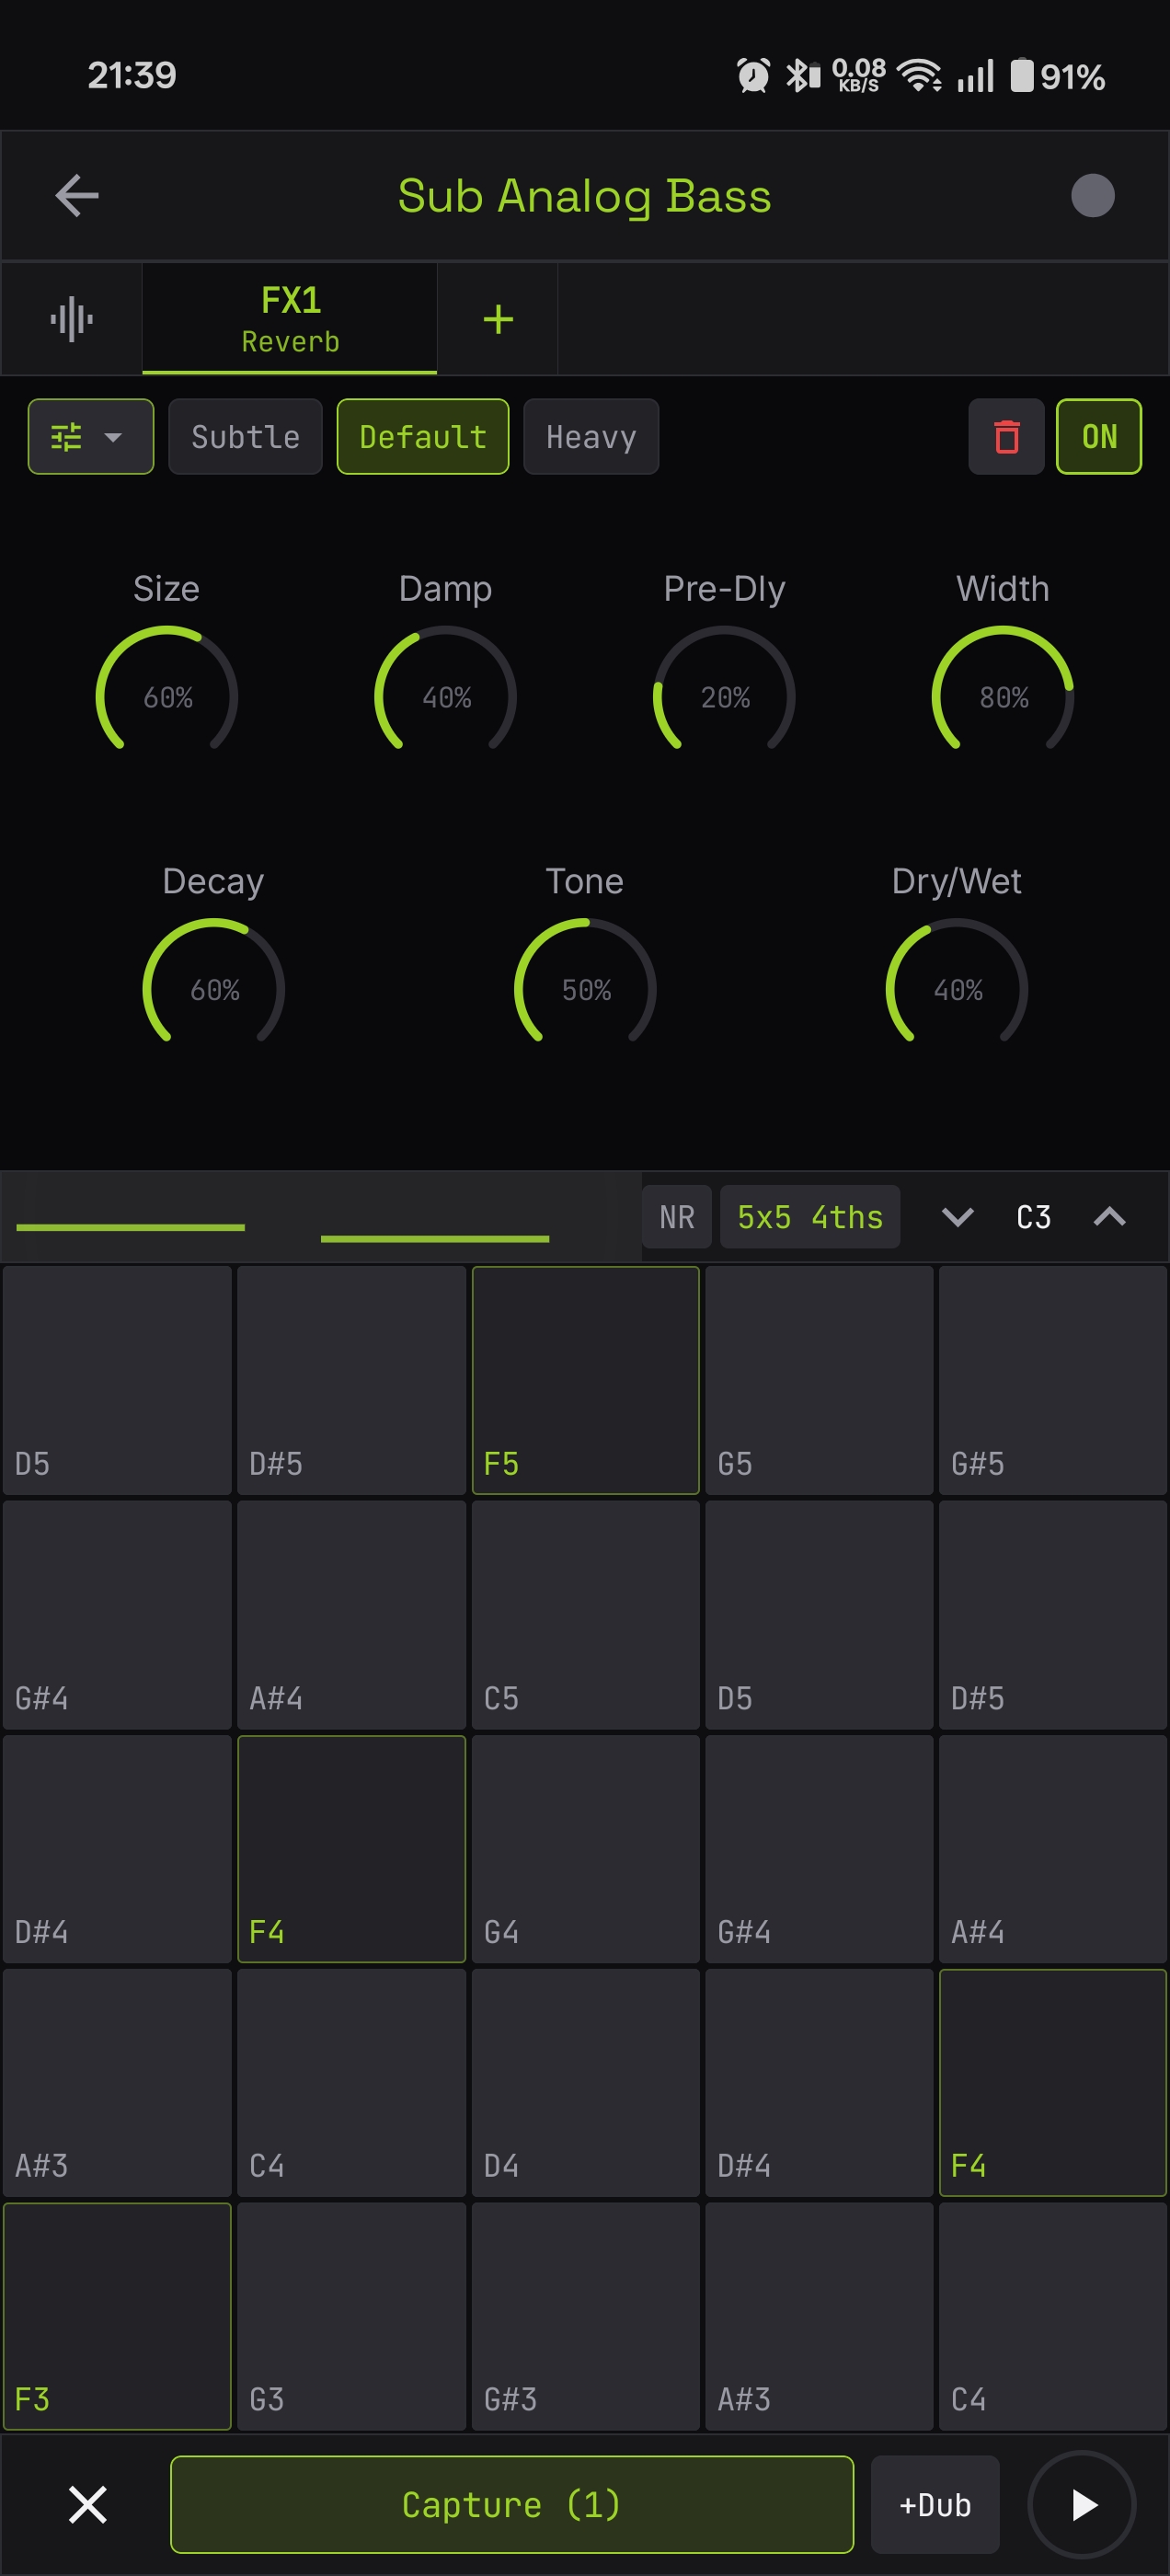 21:39 0.08 KB/S 91%
Sub Analog Bass
FX1
Reverb
+
Subtle Default Heavy ON
Size Damp Pre-Dly Width
60% 40% 20% 80%
Decay Tone Dry/Wet
60% 50% 40%
NR 5x5 4ths C3
D5 D#5 F5 G5 G#5
G#4 A#4 C5 D5 D#5
D#4 F4 G4 G#4 A#4
A#3 C4 D4 D#4 F4
F3 G3 G#3 A#3 C4
Capture (1) +Dub